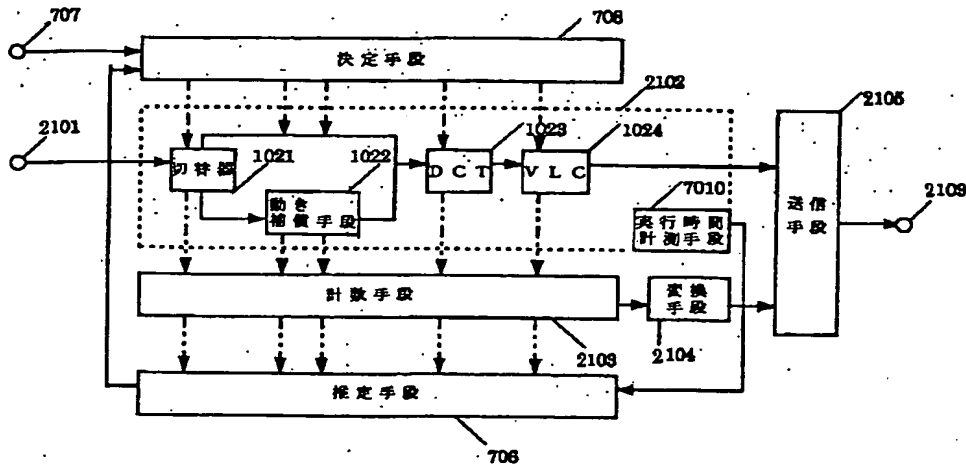 707
708
決定手段
2102
2105
2101
1023
1024
切替器
1021
1022
DCT
VLC
7010
送信
手段
2109
動き
補償手段
実行時間
計測手段
計数手段
変換
手段
2103
2104
推定手段
706